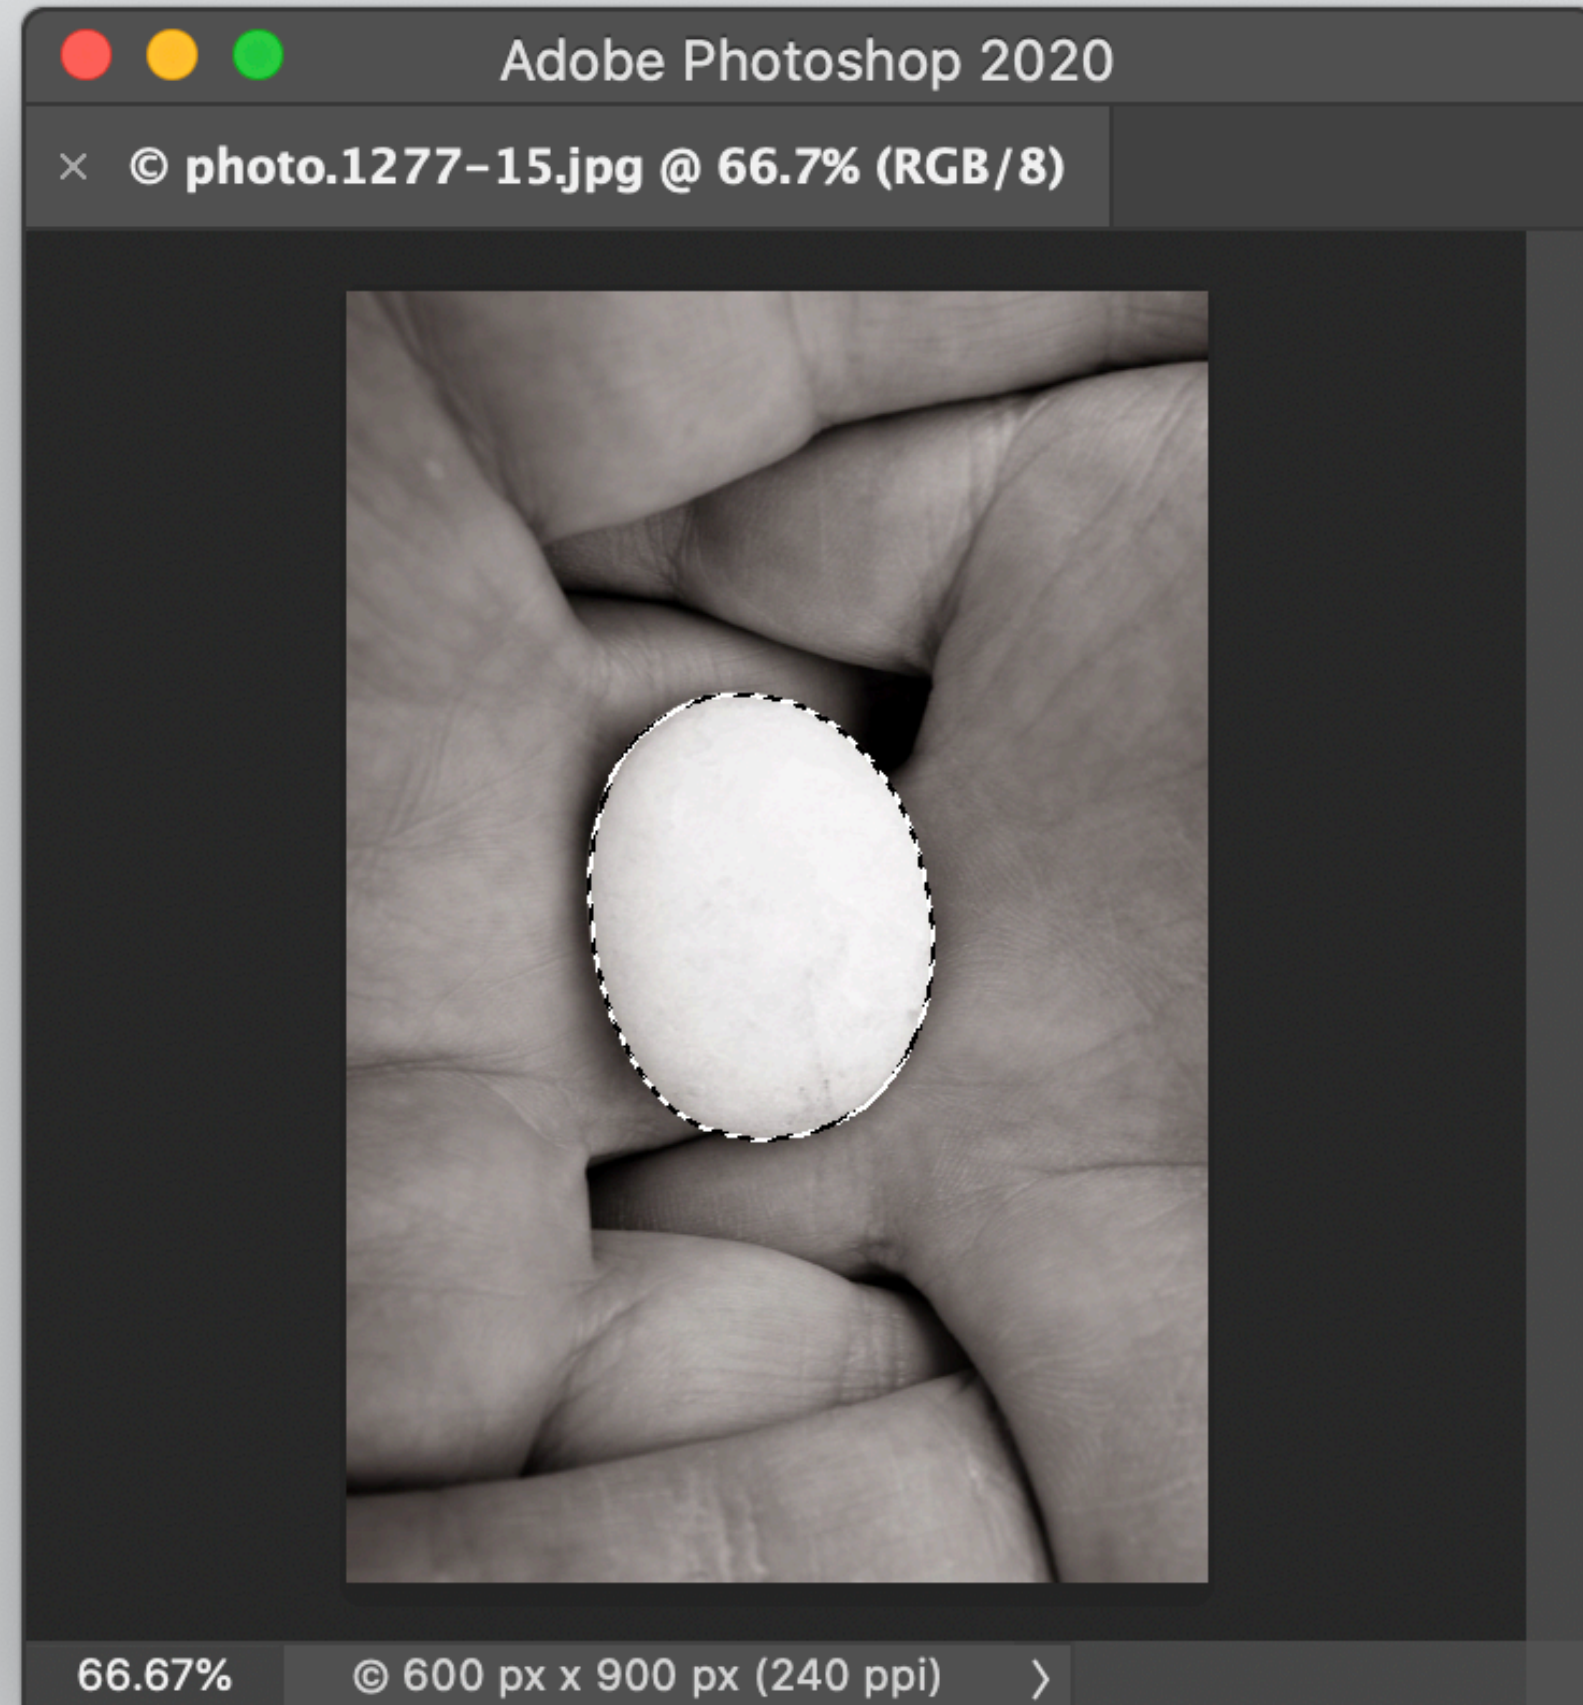 Adobe Photoshop 2020
× © photo.1277-15.jpg @ 66.7% (RGB/8)
66.67% © 600 px x 900 px (240 ppi) >